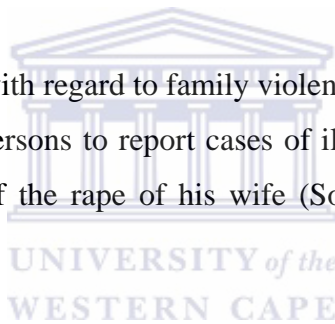 with regard to family violen
ersons to report cases of il
f the rape of his wife (So
UNIVERSITY of the
WESTERN CAPE